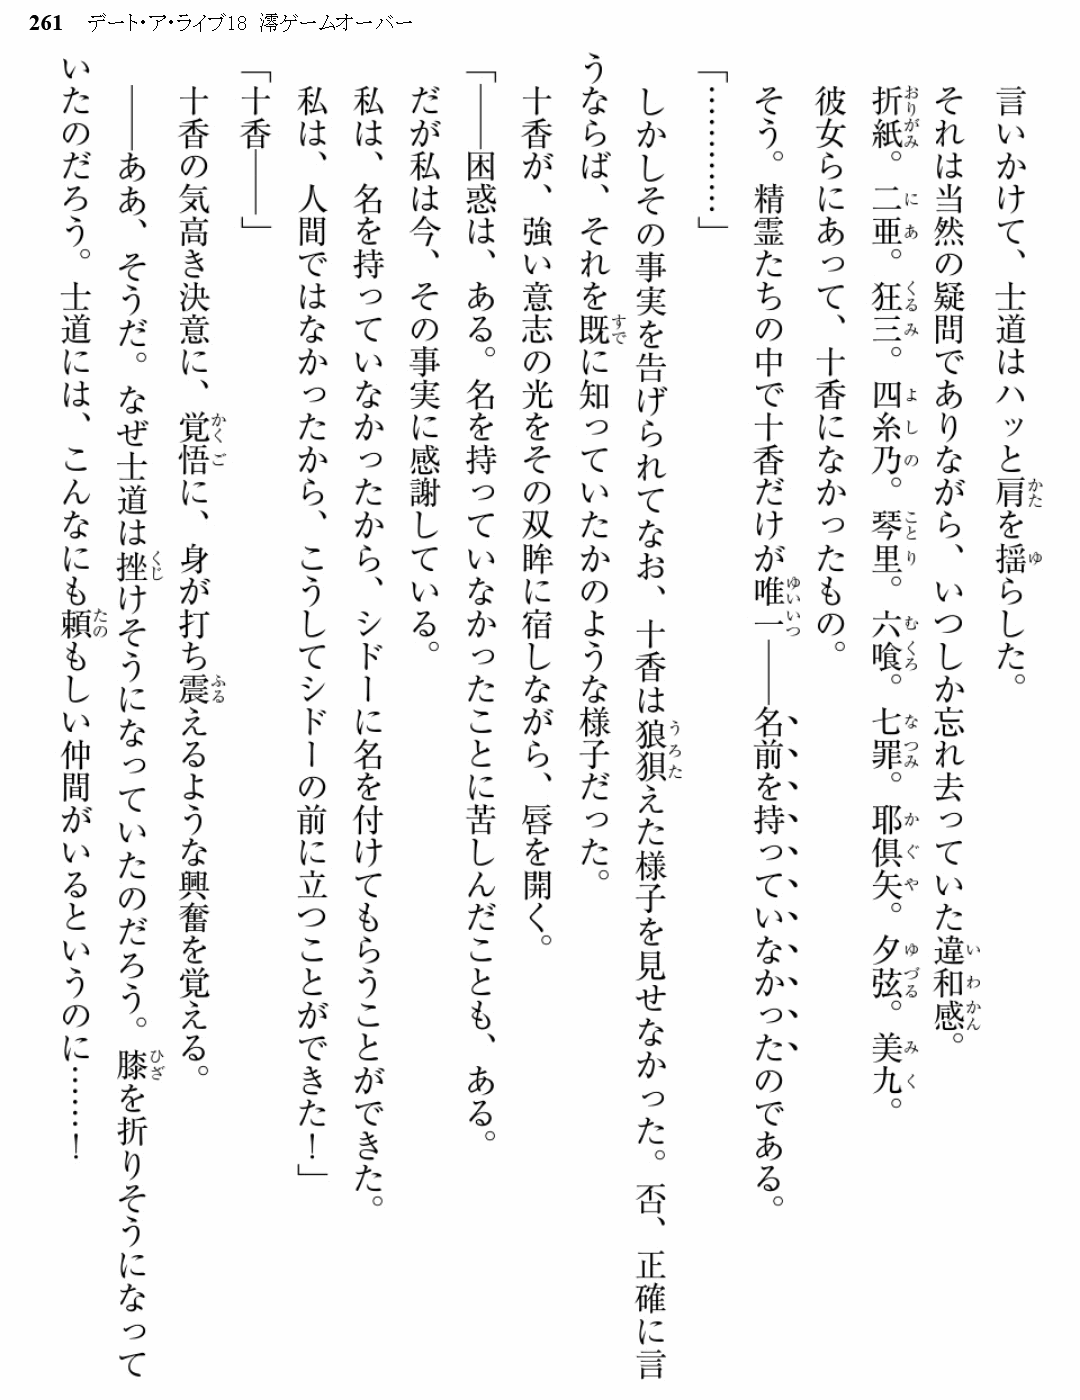 261 デート・ア・ライブ18 澪ゲームオーバー
言いかけて、士道はハッと肩を揺らした。
それは当然の疑問でありながら、いつしか忘れ去っていた違和感。
折紙。二亜。狂三。四糸乃。琴里。六喰。七罪。耶倶矢。夕弦。美九。
彼女らにあって、十香になかったもの。
そう。精霊たちの中で十香だけが唯一――名前を持っていなかったのである。
「…………」
しかしその事実を告げられてなお、十香は狼狽えた様子を見せなかった。否、正確に言
うならば、それを既に知っていたかのような様子だった。
十香が、強い意志の光をその双眸に宿しながら、唇を開く。
「――困惑は、ある。名を持っていなかったことに苦しんだことも、ある。
だが私は今、その事実に感謝している。
私は、名を持っていなかったから、シドーに名を付けてもらうことができた。
私は、人間ではなかったから、こうしてシドーの前に立つことができた！」
「十香――」
十香の気高き決意に、覚悟に、身が打ち震えるような興奮を覚える。
――ああ、そうだ。なぜ士道は挫けそうになっていたのだろう。膝を折りそうになって
いたのだろう。士道には、こんなにも頼もしい仲間がいるというのに……！